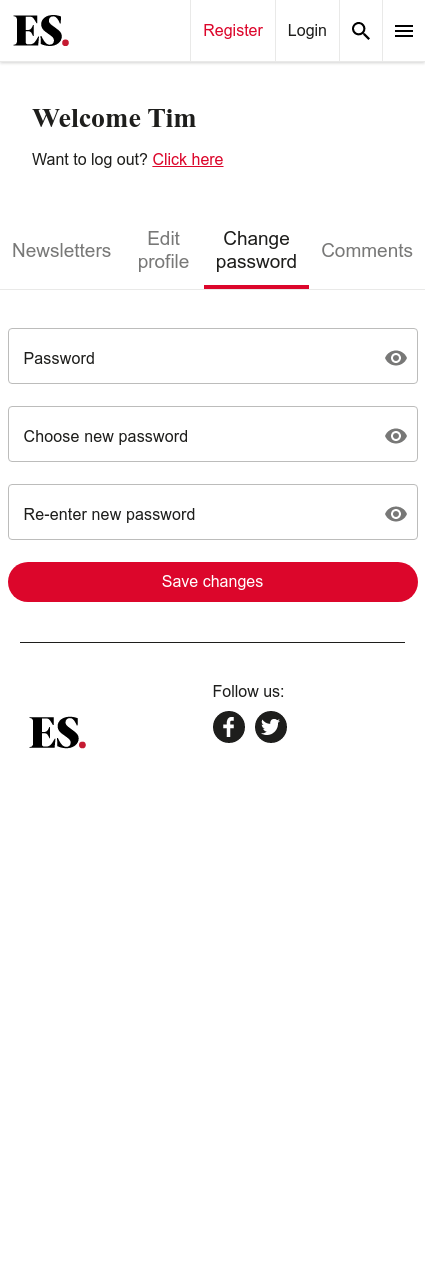 ES.
Register
Login
Welcome Tim
Want to log out? Click here
Newsletters
Edit
profile
Change
password
Comments
Password
Choose new password
Re-enter new password
Save changes
Follow us:
ES.